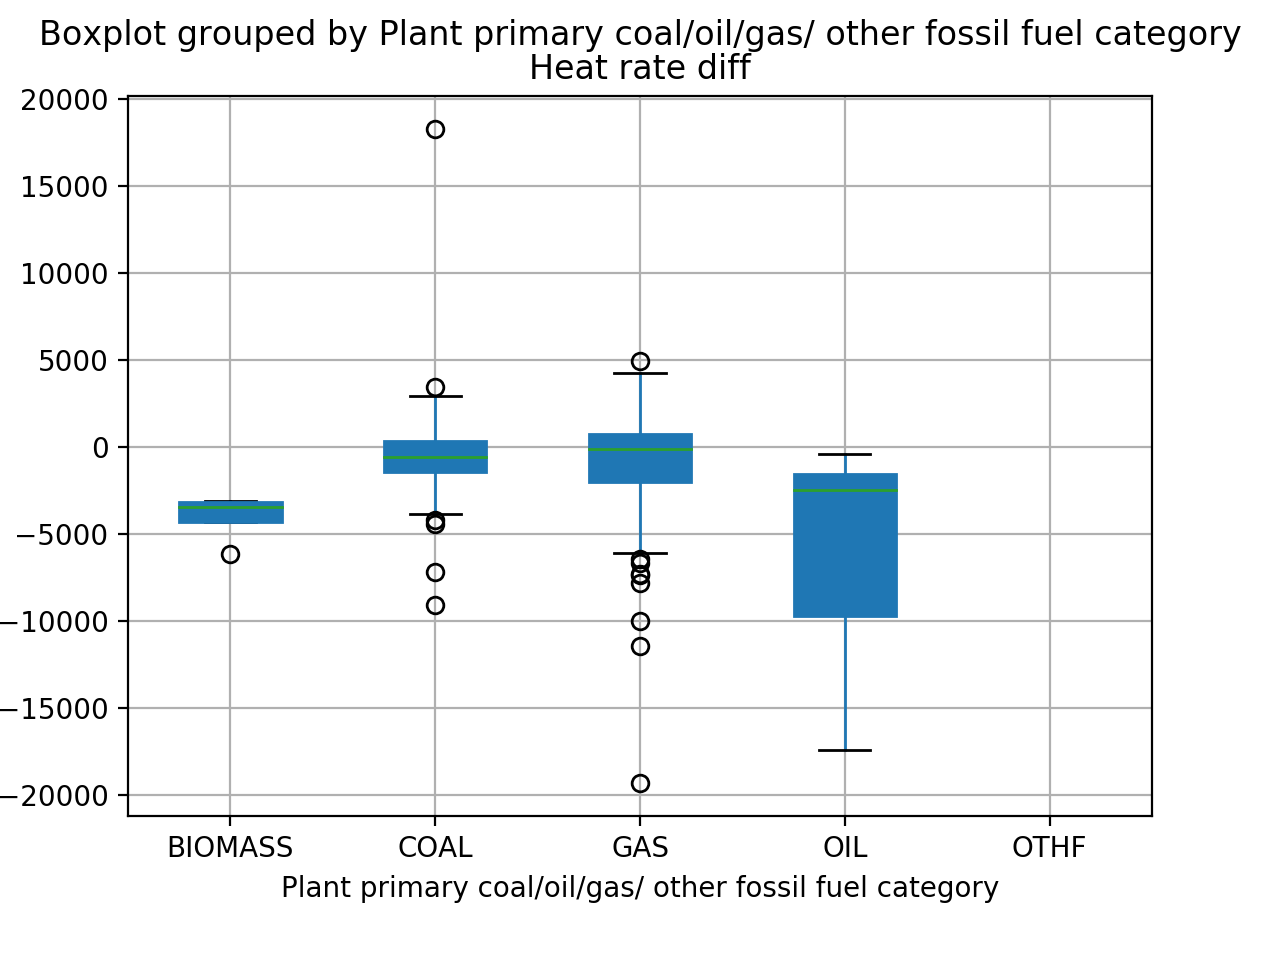 Boxplot grouped by Plant primary coal/oil/gas/ other fossil fuel category
Heat rate diff
20000
15000
10000
5000
0
−5000
−10000
−15000
−20000
BIOMASS COAL GAS OIL OTHF
Plant primary coal/oil/gas/ other fossil fuel category